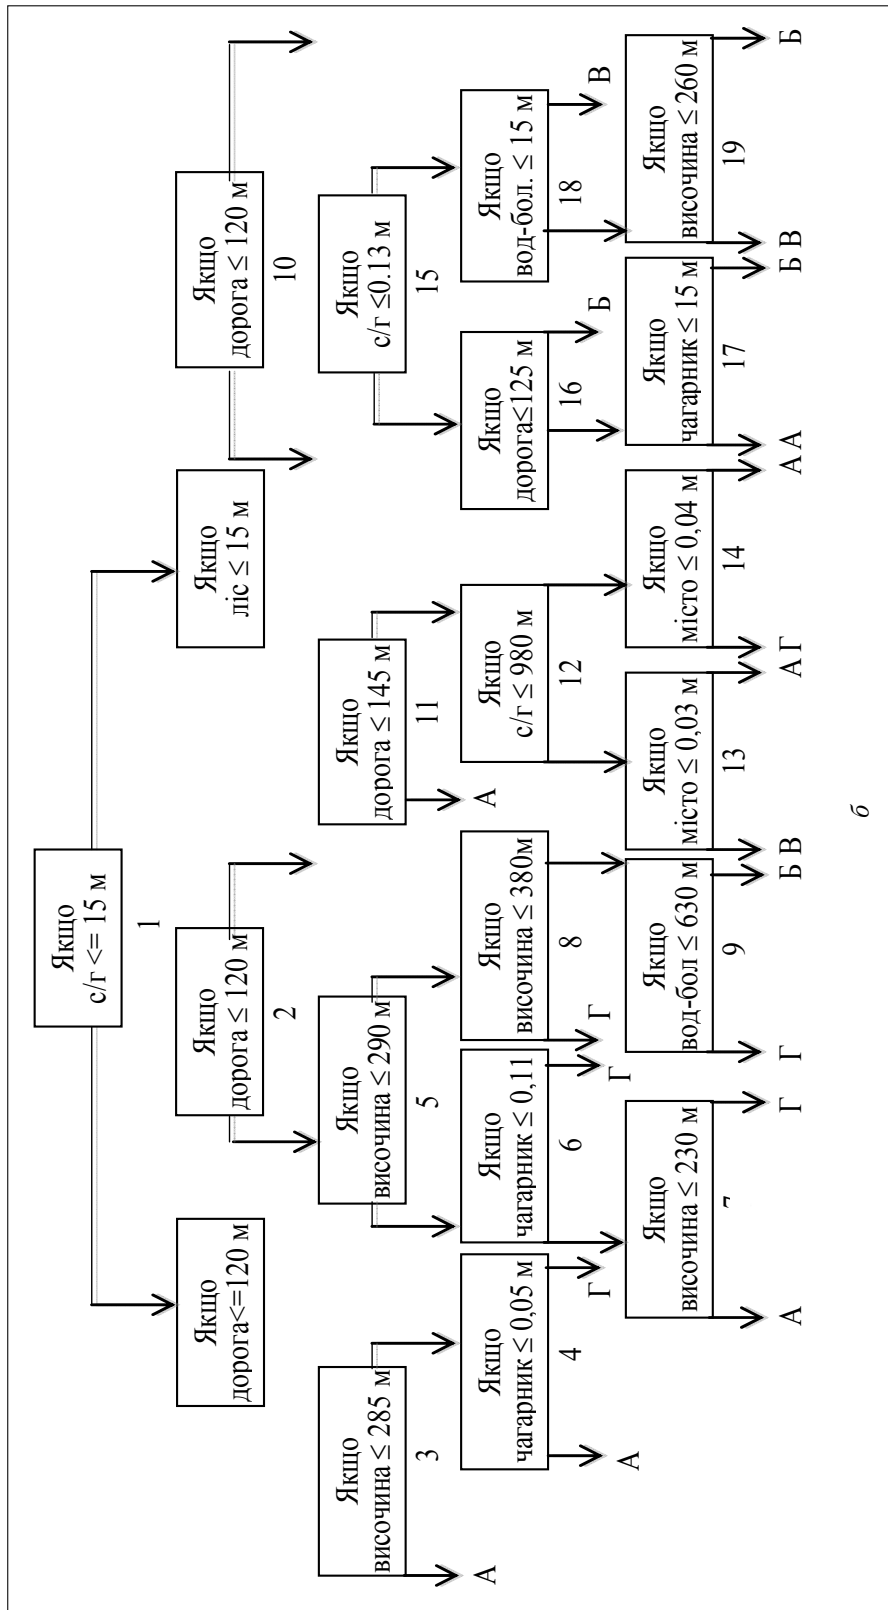 Якщо
с/г <= 15 м
1
Якщо
дорога<=120 м
Якщо
дорога ≤ 120 м
2
Якщо
ліс ≤ 15 м
Якщо
дорога ≤ 120 м
10
Якщо
височина ≤ 285 м
3
А
Якщо
височина ≤ 290 м
5
Якщо
дорога ≤ 145 м
11
А
Якщо
с/г ≤0.13 м
15
Якщо
чагарник ≤ 0,05 м
4
А
Г
Якщо
чагарник ≤ 0,11
6
Г
Якщо
височина ≤ 380м
8
Г
Якщо
с/г ≤ 980 м
12
Якщо
дорога≤125 м
16
Б
Якщо
вод-бол. ≤ 15 м
18
В
Якщо
височина ≤ 230 м
7
А
Г
Якщо
вод-бол ≤ 630 м
9
Г
Б
Якщо
місто ≤ 0,03 м
13
В
А
Якщо
місто ≤ 0,04 м
14
Г
А
Якщо
чагарник ≤ 15 м
17
А
Б
Якщо
височина ≤ 260 м
19
В
Б
б